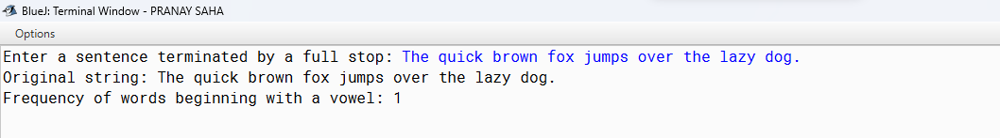 BlueJ: Terminal Window - PRANAY SAHA
Options
Enter a sentence terminated by a full stop: The quick brown fox jumps over the lazy dog.
Original string: The quick brown fox jumps over the lazy dog.
Frequency of words beginning with a vowel: 1